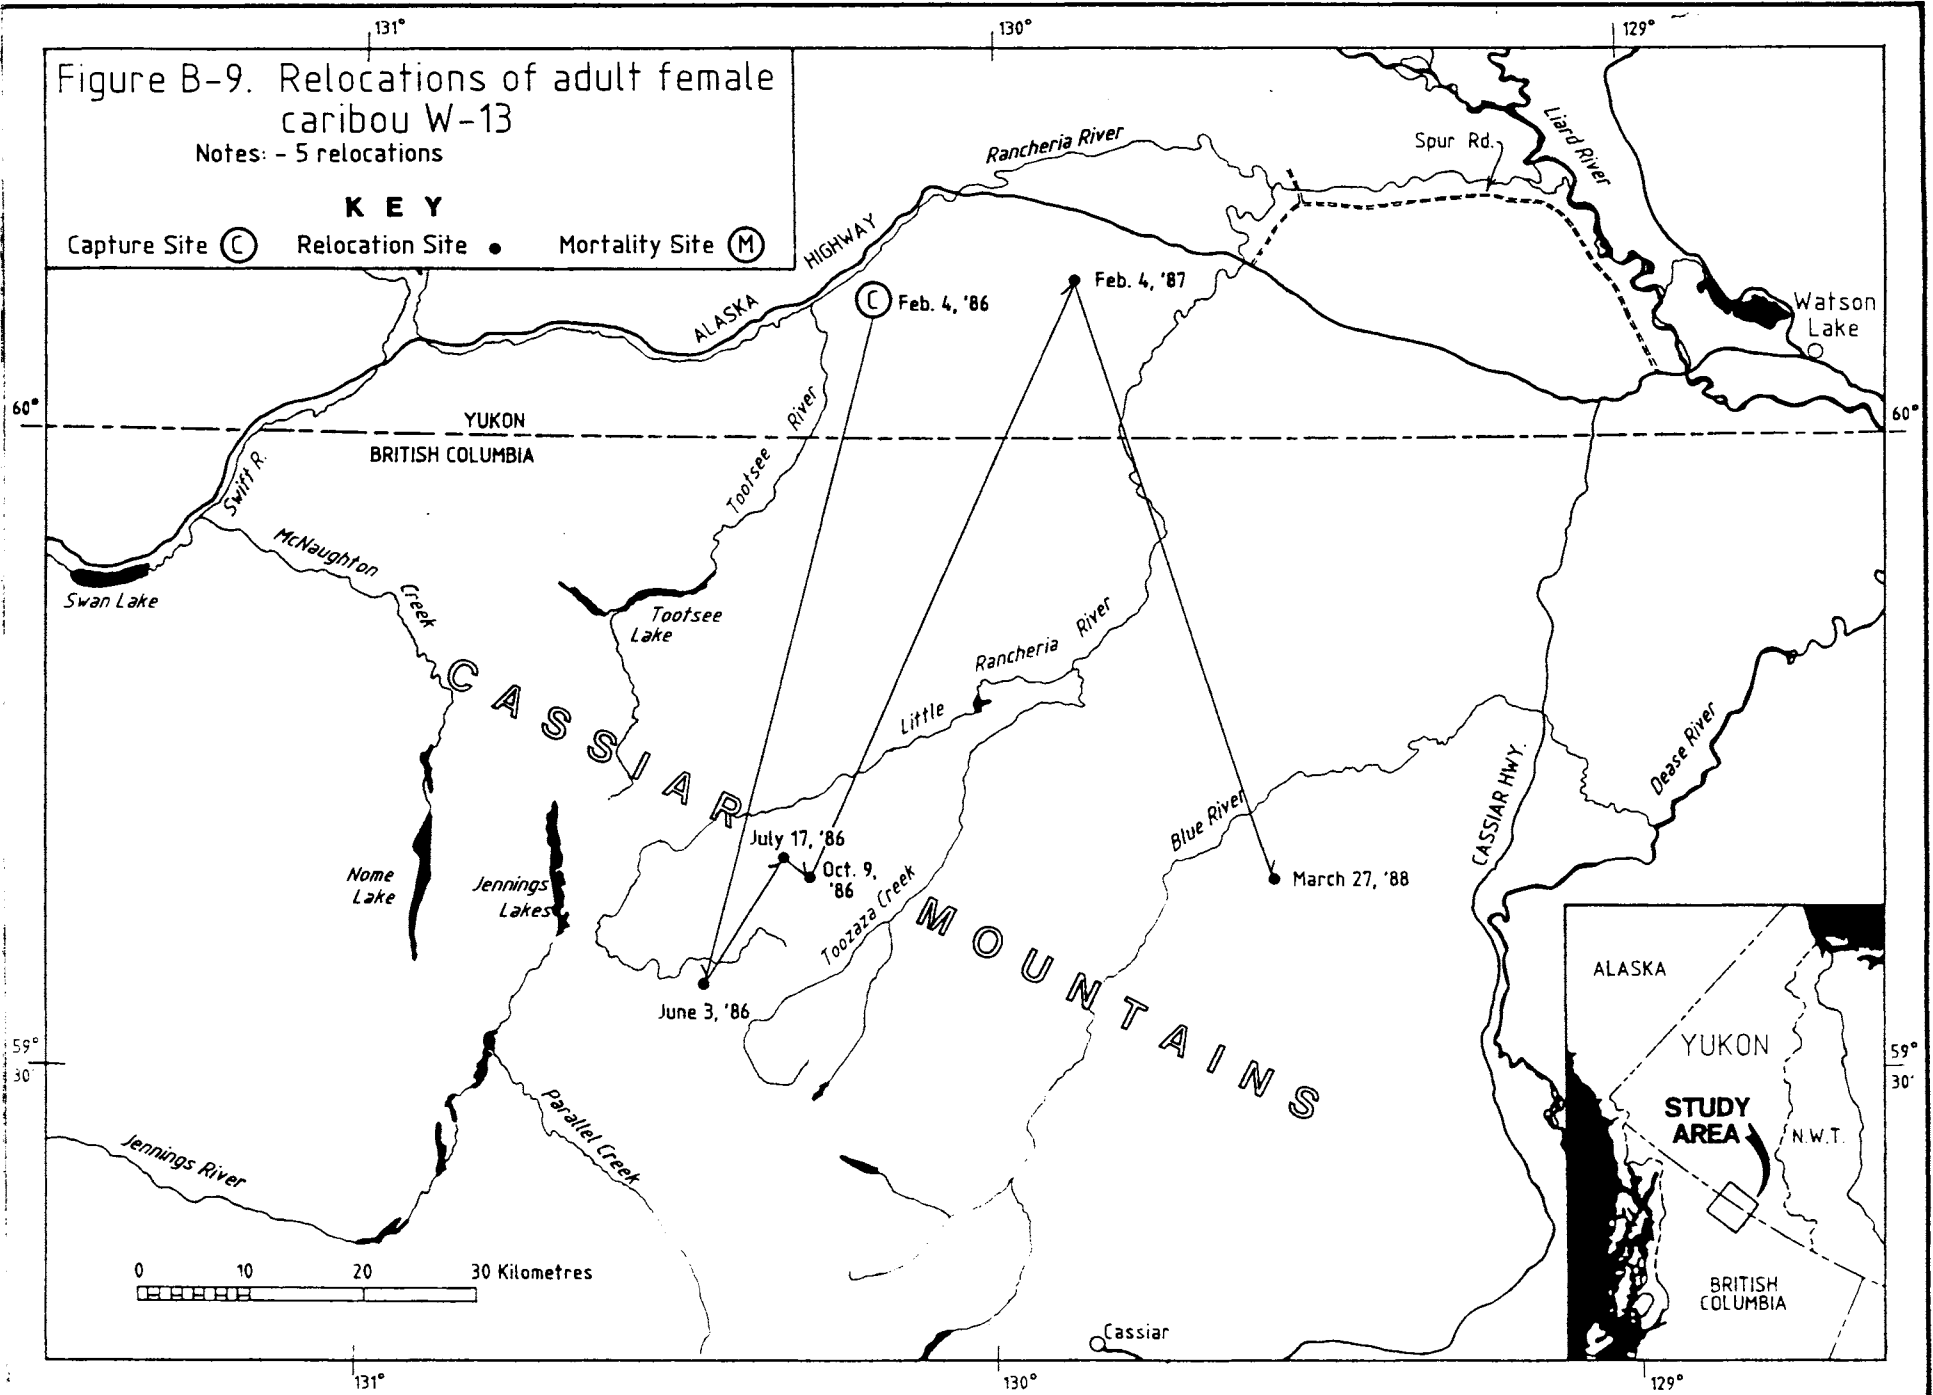 131°
130°
129°
Figure B-9. Relocations of adult female
caribou W-13
Notes: - 5 relocations
KEY
Capture Site C Relocation Site • Mortality Site M
Rancheria River
Spur Rd.
Liard River
ALASKA HIGHWAY
C Feb. 4, '86
Feb. 4, '87
Watson
Lake
60°
60°
YUKON
BRITISH COLUMBIA
Swift R.
Tootsee River
McNaughton Creek
Swan Lake
Tootsee
Lake
Little Rancheria River
CASSIAR
MOUNTAINS
July 17, '86
Oct. 9,
'86
June 3, '86
March 27, '88
Nome
Lake
Jennings
Lakes
Toozaza Creek
Blue River
CASSIAR HWY.
Dease River
59°
30'
59°
30'
Parallel Creek
Jennings River
0 10 20 30 Kilometres
Cassiar
ALASKA
YUKON
STUDY
AREA
N.W.T.
BRITISH
COLUMBIA
131°
130°
129°